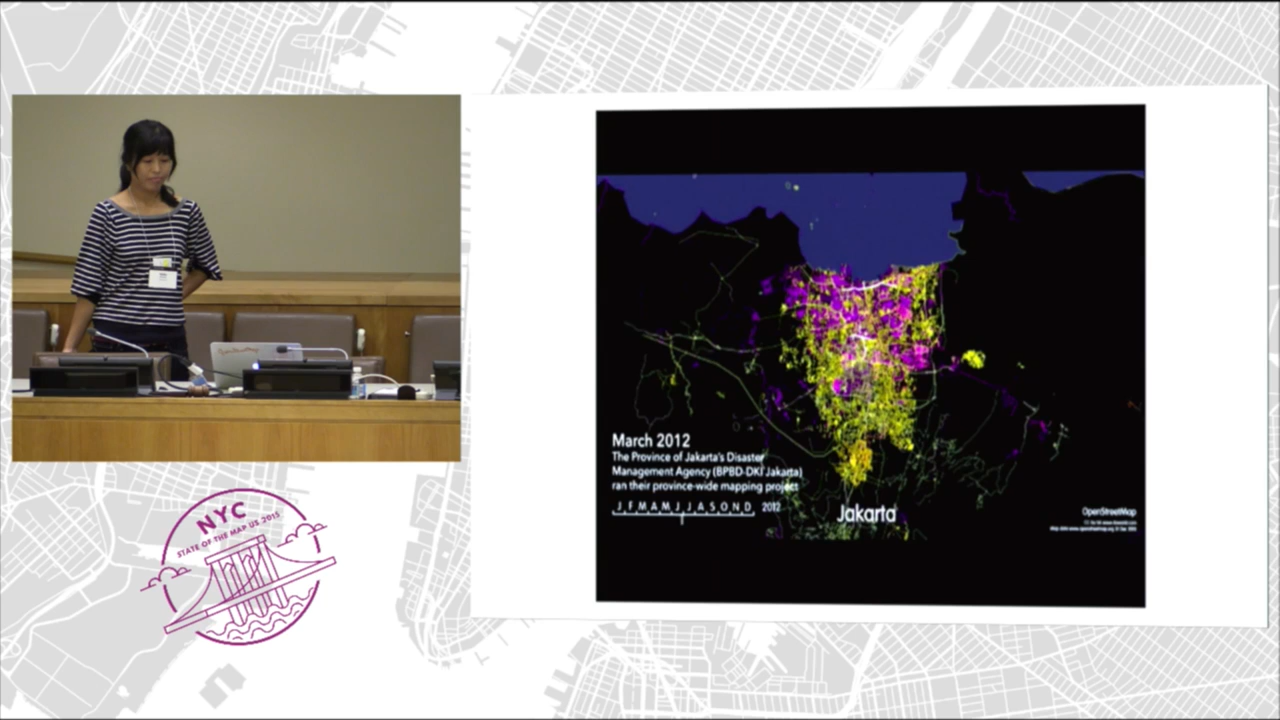 March 2012
The Province of Jakarta's Disaster
Management Agency (BPBD-DKI Jakarta)
ran their province-wide mapping project
J F M A M J J A S O N D 2012
Jakarta
OpenStreetMap
NYC
STATE OF THE MAP US 2015